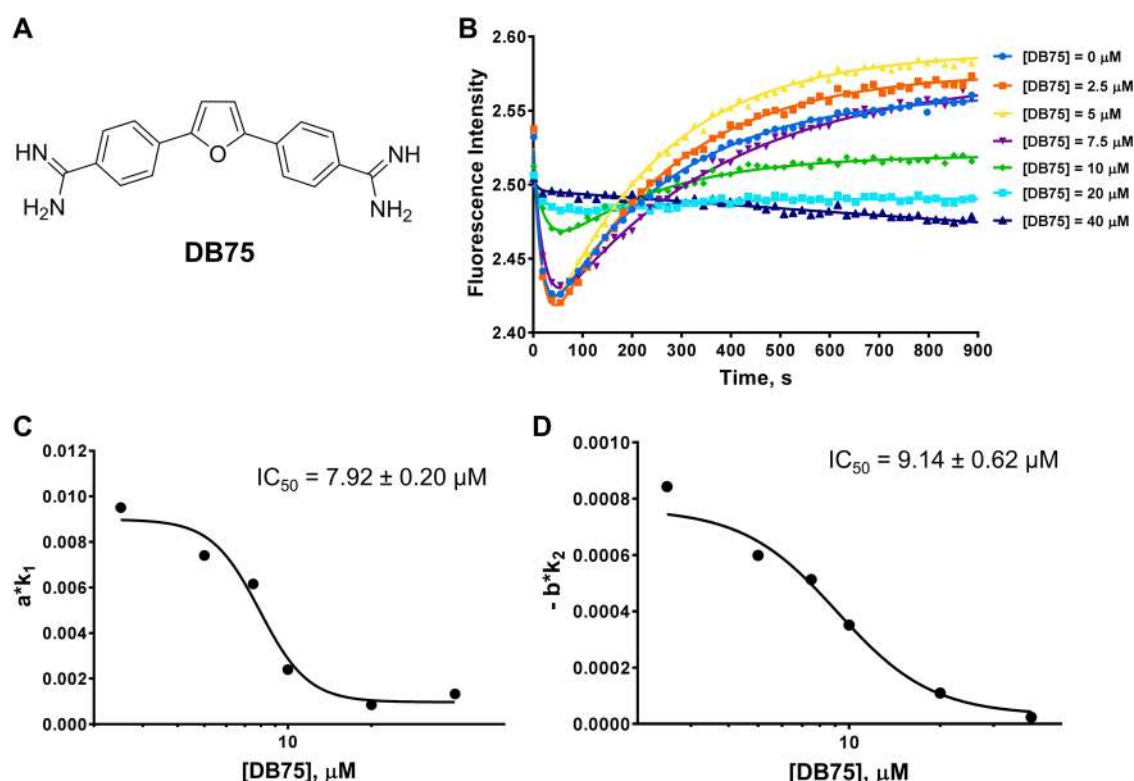 A
HN
NH
O
H₂N
NH₂
DB75
B
2.60
2.55
2.50
2.45
2.40
Fluorescence Intensity
0 100 200 300 400 500 600 700 800 900
Time, s
[DB75] = 0 µM
[DB75] = 2.5 µM
[DB75] = 5 µM
[DB75] = 7.5 µM
[DB75] = 10 µM
[DB75] = 20 µM
[DB75] = 40 µM
C
0.012
0.010
0.008
0.006
0.004
0.002
0.000
a*k₁
IC₅₀ = 7.92 ± 0.20 µM
10
[DB75], µM
D
0.0010
0.0008
0.0006
0.0004
0.0002
0.0000
- b*k₂
IC₅₀ = 9.14 ± 0.62 µM
10
[DB75], µM